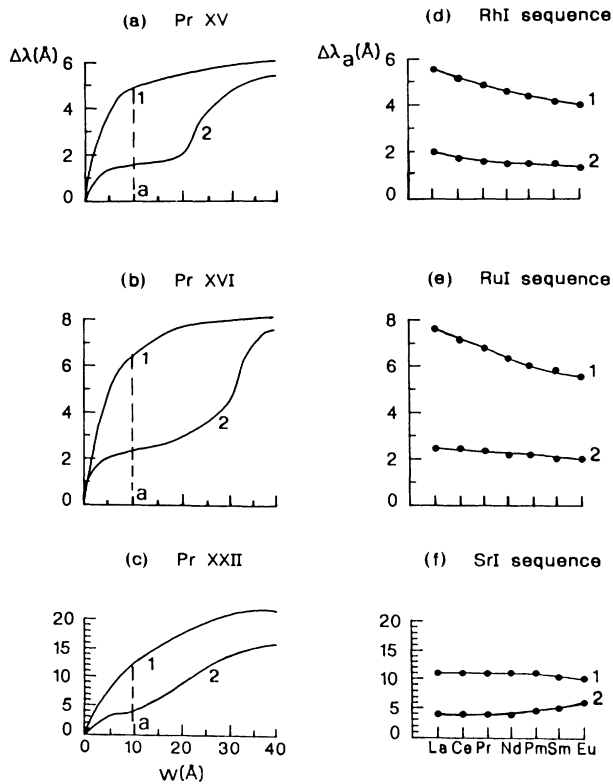 (a) Pr XV
Δλ(Å)
6
4
2
0
1
2
a
(d) RhI sequence
Δλa(Å)
6
4
2
0
1
2
(b) Pr XVI
8
6
4
2
0
1
2
a
(e) RuI sequence
8
6
4
2
0
1
2
(c) Pr XXII
20
15
10
5
0
1
2
a
0 10 20 30 40
W(Å)
(f) SrI sequence
20
15
10
5
0
1
2
La Ce Pr Nd Pm Sm Eu